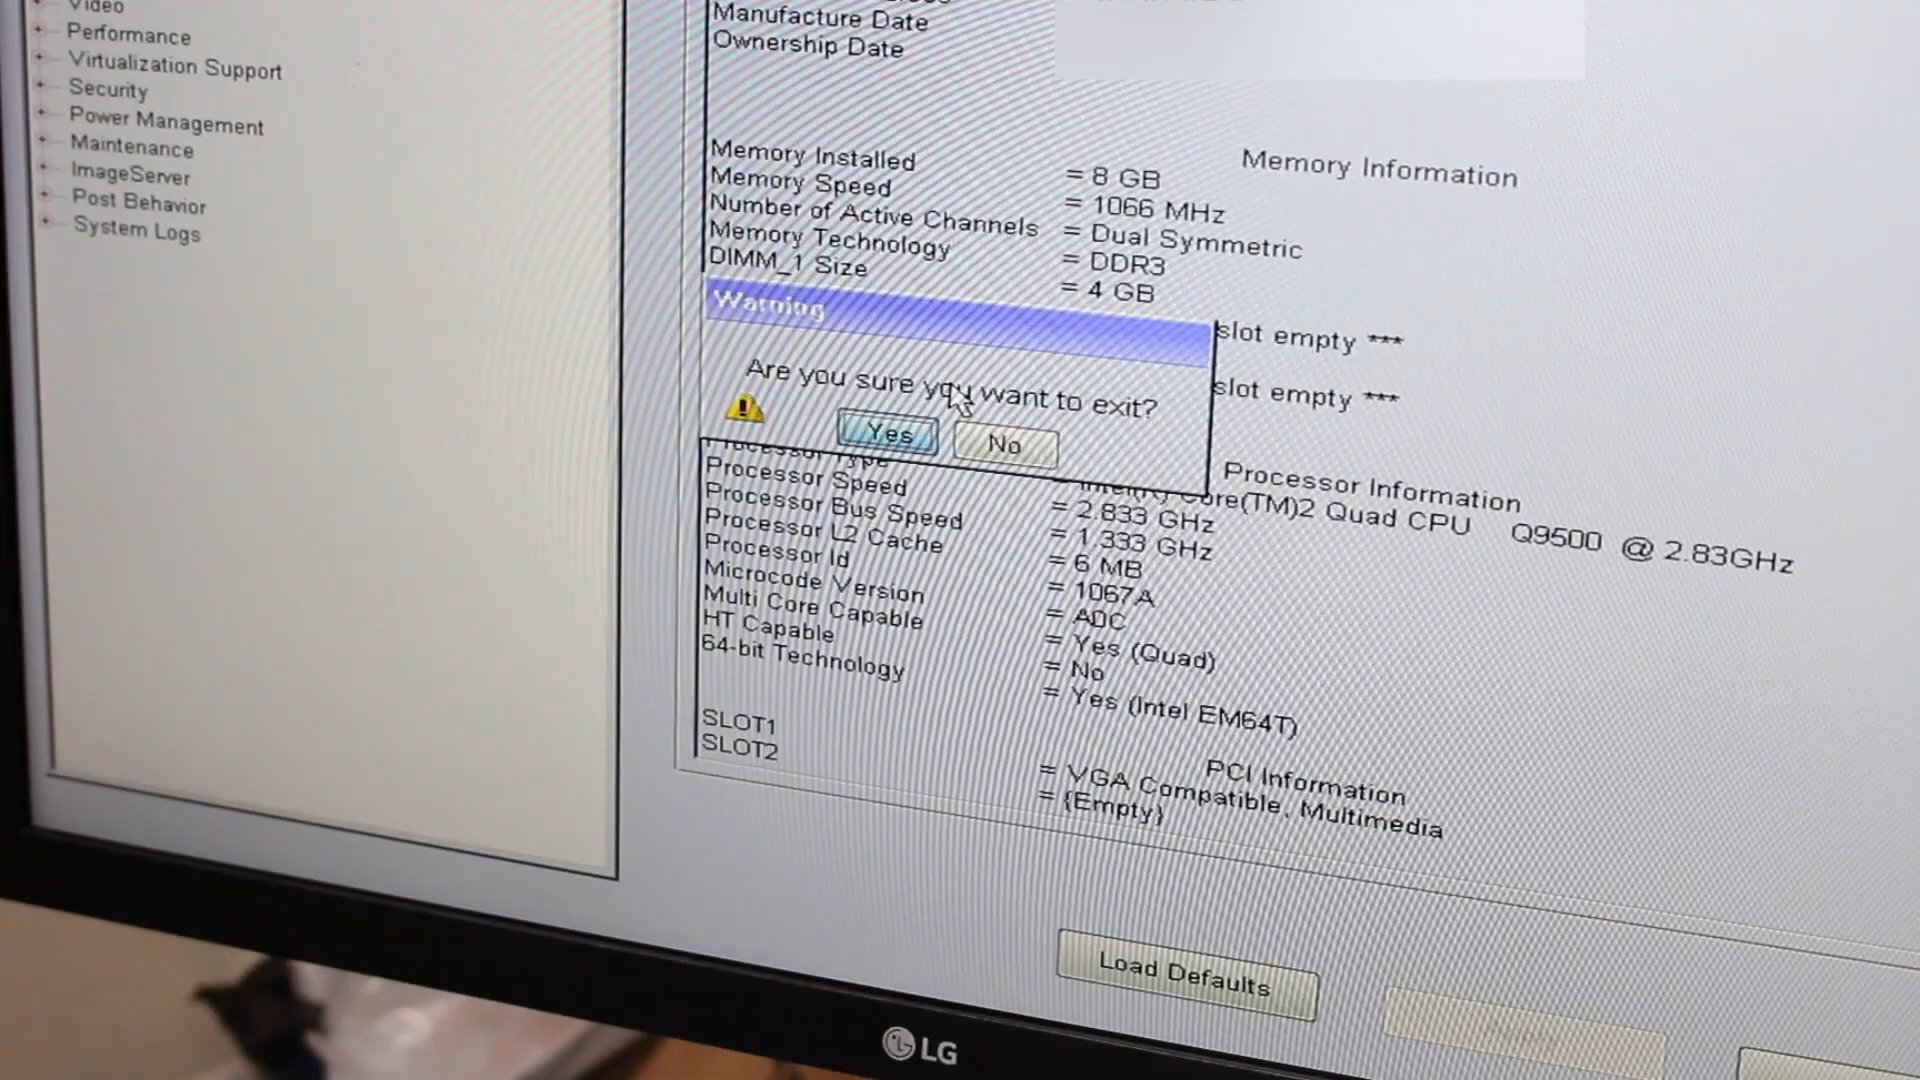 Video
Performance
Virtualization Support
Security
Power Management
Maintenance
ImageServer
Post Behavior
System Logs
Manufacture Date
Ownership Date
Memory Information
Memory Installed = 8 GB
Memory Speed = 1066 MHz
Number of Active Channels = Dual Symmetric
Memory Technology = DDR3
DIMM_1 Size = 4 GB
slot empty ***
slot empty ***
Warning
Are you sure you want to exit?
Yes No
Processor Information
Processor Type = Intel(R) Core(TM)2 Quad CPU Q9500 @ 2.83GHz
Processor Speed = 2.833 GHz
Processor Bus Speed = 1.333 GHz
Processor L2 Cache = 6 MB
Processor Id = 1067A
Microcode Version = A0C
Multi Core Capable = Yes (Quad)
HT Capable = No
64-bit Technology = Yes (Intel EM64T)
PCI Information
SLOT1 = VGA Compatible, Multimedia
SLOT2 = {Empty}
Load Defaults
LG